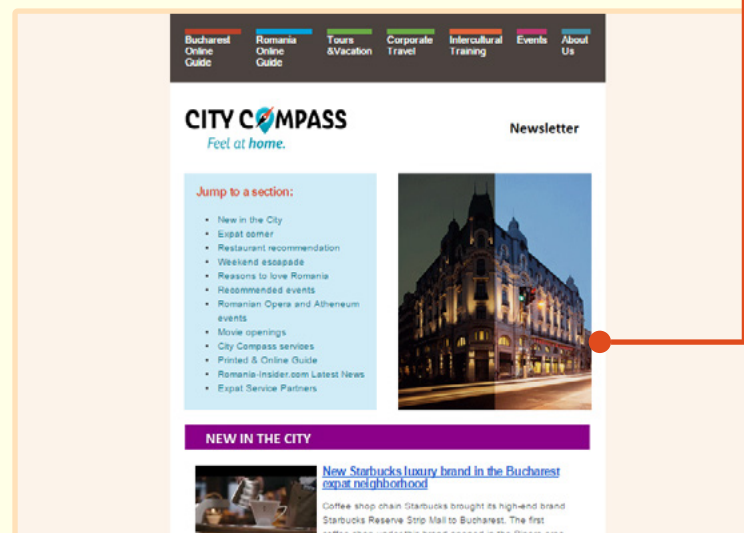 Bucharest Online Guide
Romania Online Guide
Tours &Vacation
Corporate Travel
Intercultural Training
Events
About Us
CITY COMPASS
Feel at home.
Newsletter
Jump to a section:
• New in the City
• Expat corner
• Restaurant recommendation
• Weekend escapade
• Reasons to love Romania
• Recommended events
• Romanian Opera and Atheneum
events
• Movie openings
• City Compass services
• Printed & Online Guide
• Romania-Insider.com Latest News
• Expat Service Partners
NEW IN THE CITY
New Starbucks luxury brand in the Bucharest
expat neighborhood
Coffee shop chain Starbucks brought its high-end brand
Starbucks Reserve Strip Mall to Bucharest. The first